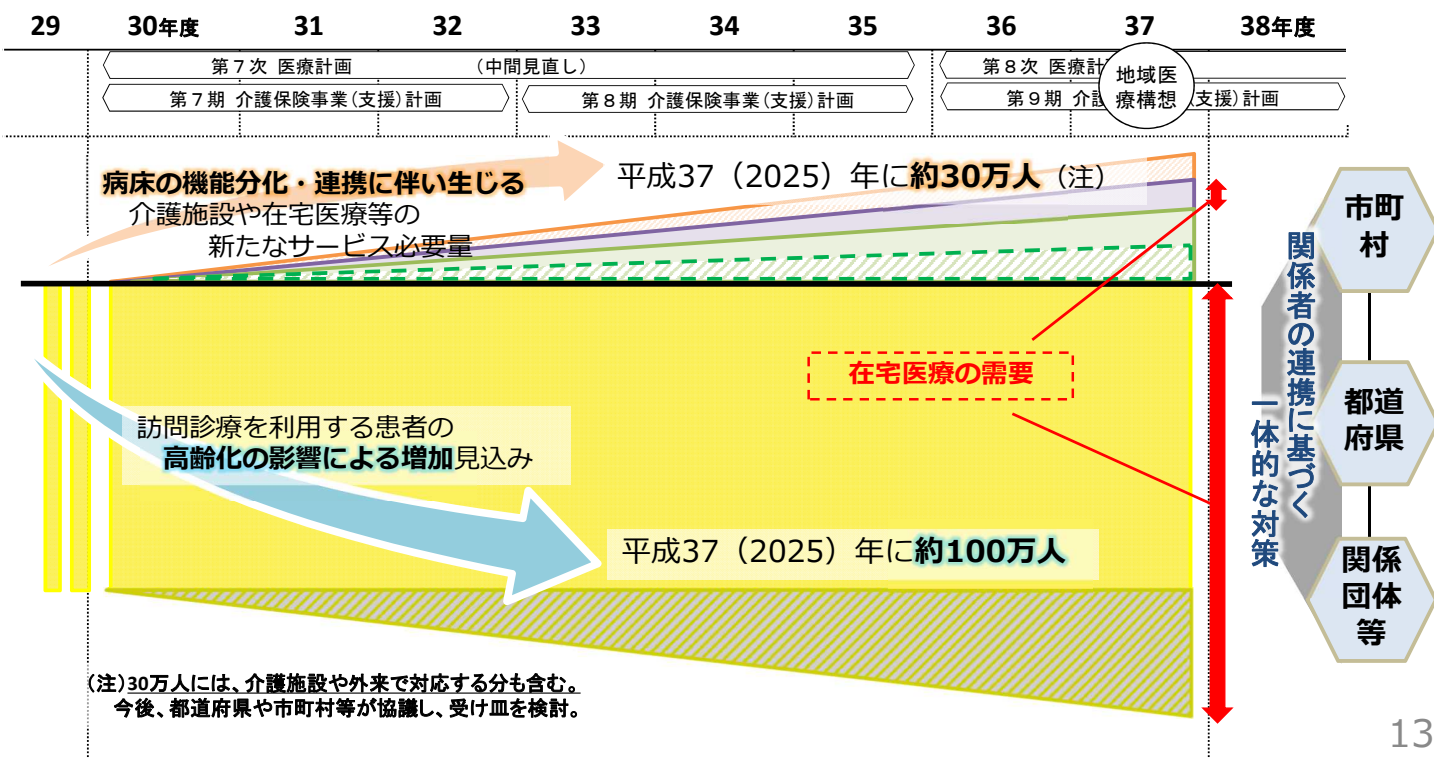 29 30年度 31 32 33 34 35 36 37 38年度
第7次 医療計画 (中間見直し)
第8次 医療計
地域医
療構想
第7期 介護保険事業(支援)計画
第8期 介護保険事業(支援)計画
第9期 介護
支援)計画
病床の機能分化・連携に伴い生じる
介護施設や在宅医療等の
新たなサービス必要量
平成37(2025)年に約30万人(注)
在宅医療の需要
訪問診療を利用する患者の
高齢化の影響による増加見込み
平成37(2025)年に約100万人
(注)30万人には、介護施設や外来で対応する分も含む。
今後、都道府県や市町村等が協議し、受け皿を検討。
関係者の連携に基づく
一体的な対策
市町
村
都道
府県
関係
団体
等
13